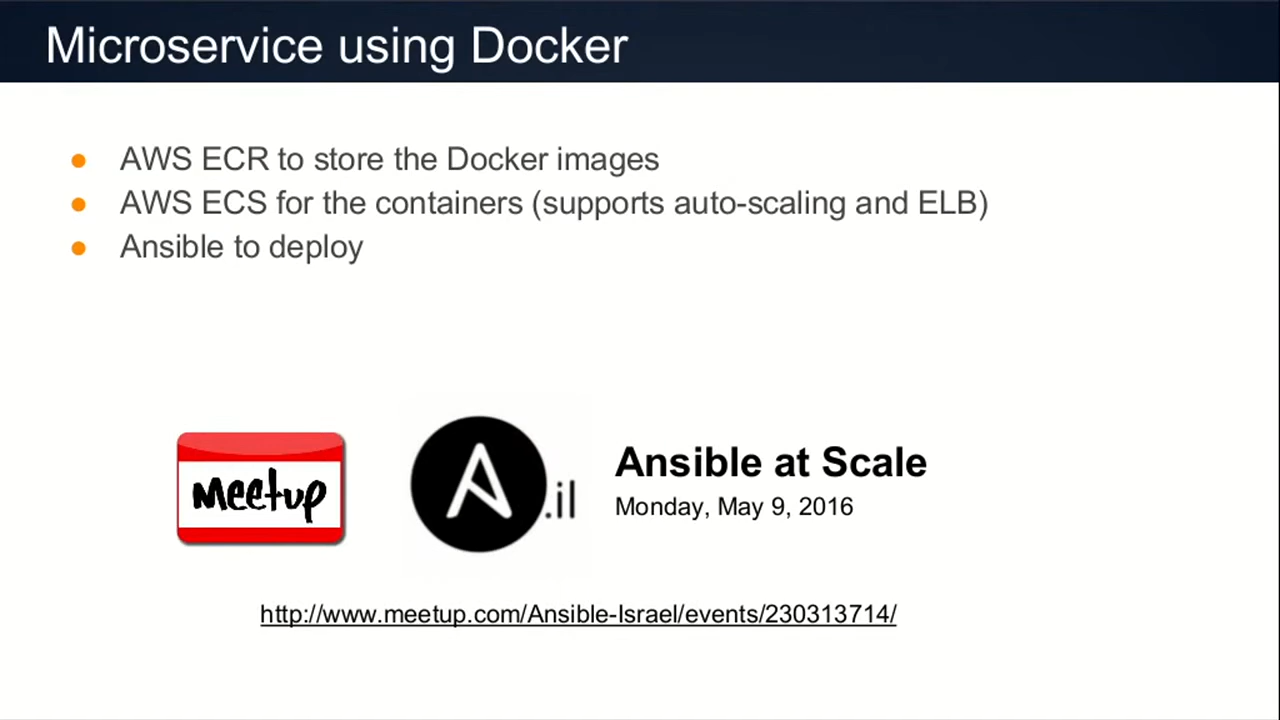 Microservice using Docker
● AWS ECR to store the Docker images
● AWS ECS for the containers (supports auto-scaling and ELB)
● Ansible to deploy
Meetup
A.il
Ansible at Scale
Monday, May 9, 2016
http://www.meetup.com/Ansible-Israel/events/230313714/